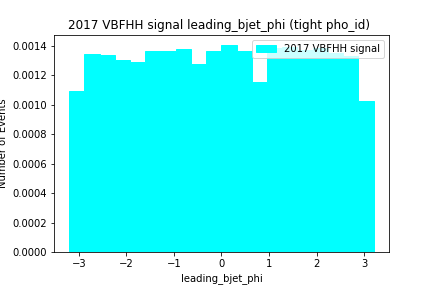 2017 VBFHH signal leading_bjet_phi (tight pho_id)
2017 VBFHH signal
Number of Events
0.0014
0.0012
0.0010
0.0008
0.0006
0.0004
0.0002
0.0000
−3 −2 −1 0 1 2 3
leading_bjet_phi